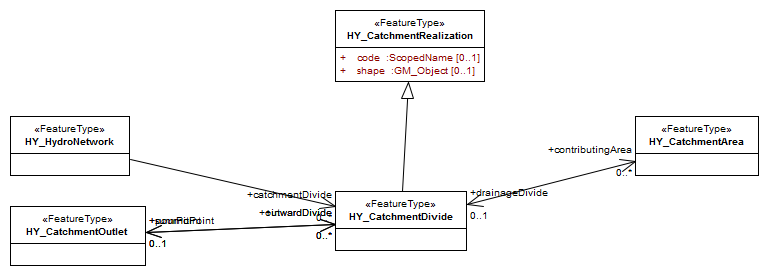 «FeatureType»
HY_CatchmentRealization
+ code :ScopedName [0..1]
+ shape :GM_Object [0..1]
«FeatureType»
HY_HydroNetwork
«FeatureType»
HY_CatchmentArea
+contributingArea
0..*
+catchmentDivide
+drainageDivide
0..1
«FeatureType»
HY_CatchmentDivide
0..*
«FeatureType»
HY_CatchmentOutlet
0..1